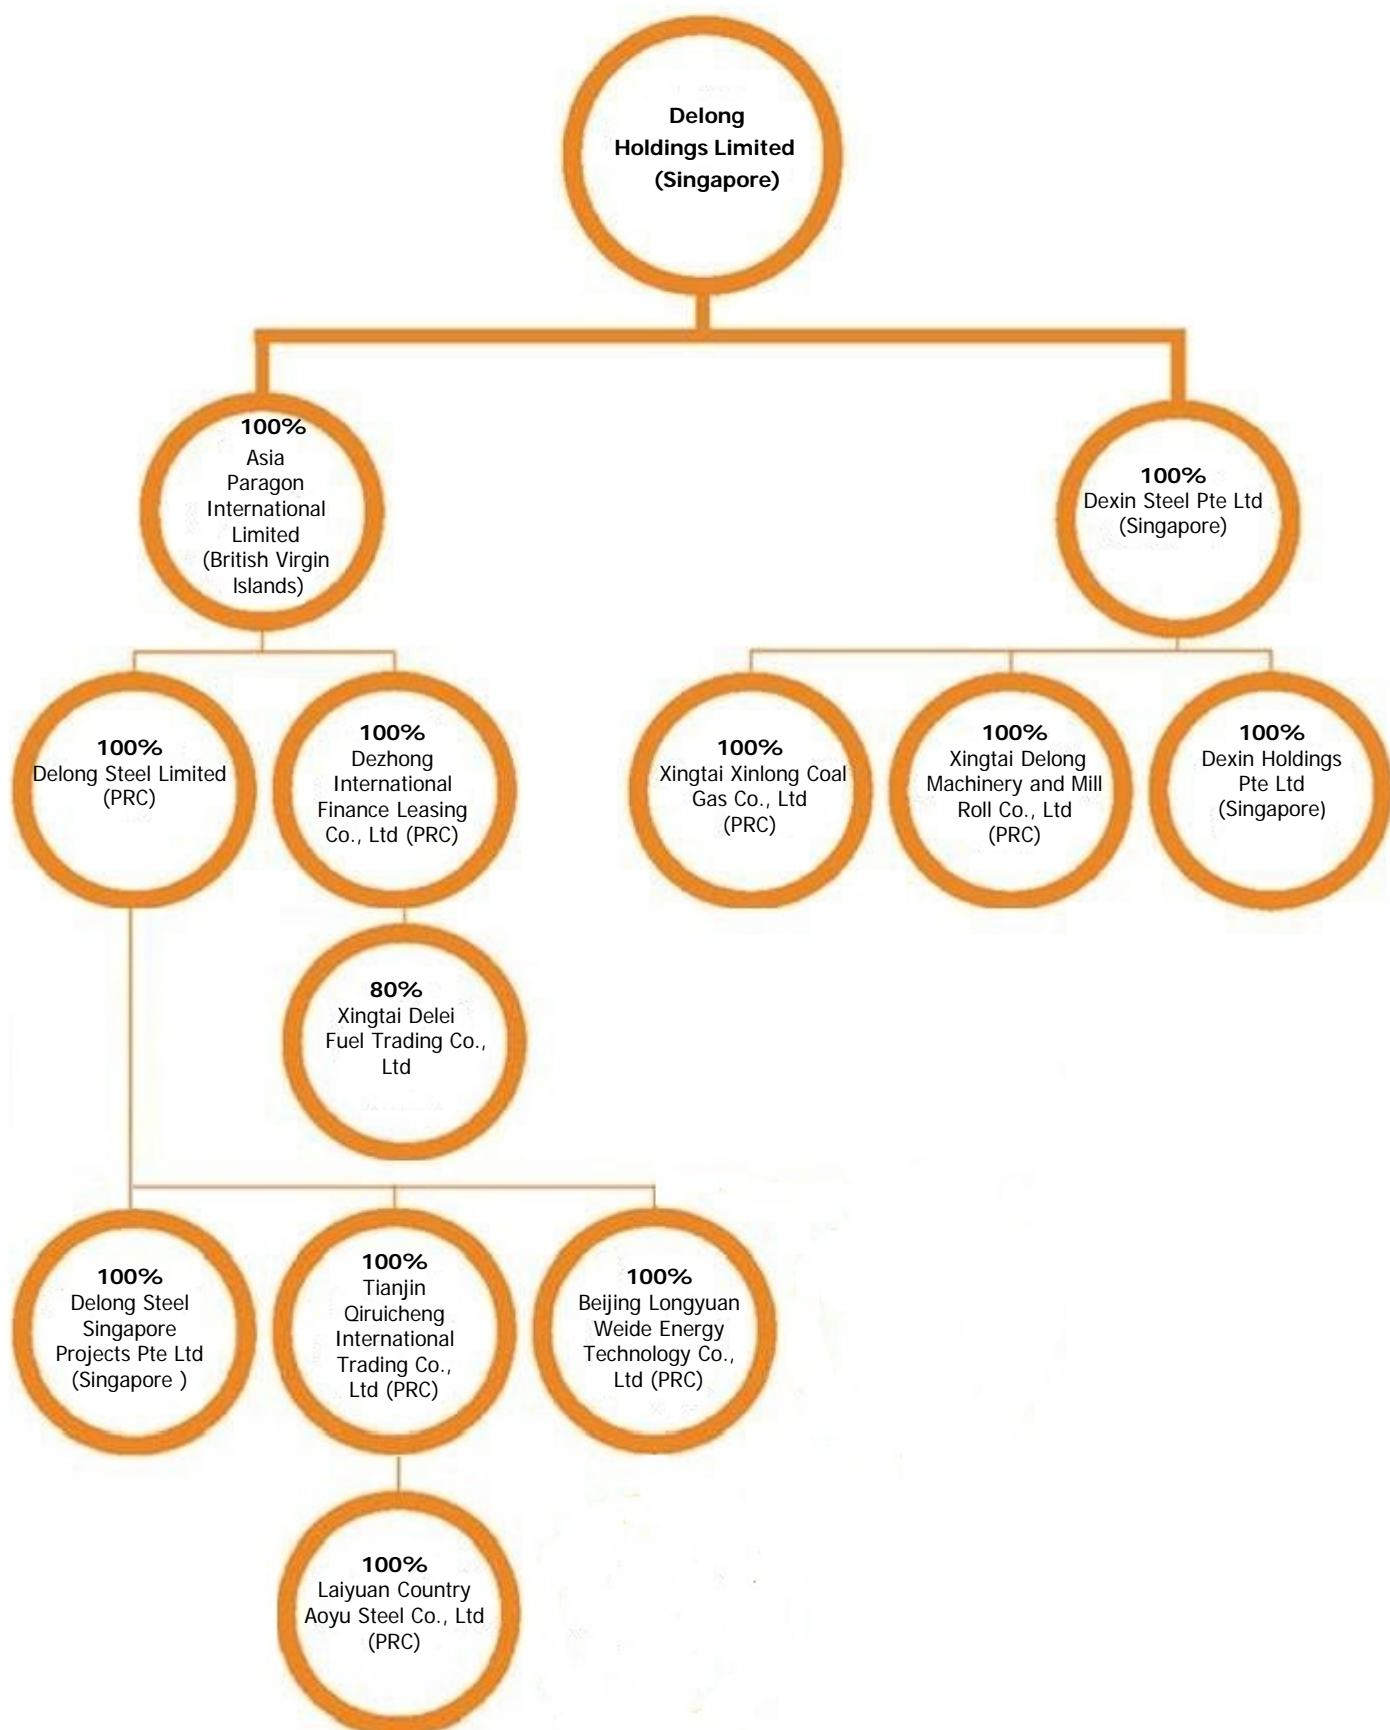 Delong
Holdings Limited
(Singapore)
100%
Asia
Paragon
International
Limited
(British Virgin
Islands)
100%
Dexin Steel Pte Ltd
(Singapore)
100%
Delong Steel Limited
(PRC)
100%
Dezhong
International
Finance Leasing
Co., Ltd (PRC)
100%
Xingtai Xinlong Coal
Gas Co., Ltd
(PRC)
100%
Xingtai Delong
Machinery and Mill
Roll Co., Ltd
(PRC)
100%
Dexin Holdings
Pte Ltd
(Singapore)
80%
Xingtai Delei
Fuel Trading Co.,
Ltd
100%
Delong Steel
Singapore
Projects Pte Ltd
(Singapore )
100%
Tianjin
Qiruicheng
International
Trading Co.,
Ltd (PRC)
100%
Beijing Longyuan
Weide Energy
Technology Co.,
Ltd (PRC)
100%
Laiyuan Country
Aoyu Steel Co., Ltd
(PRC)